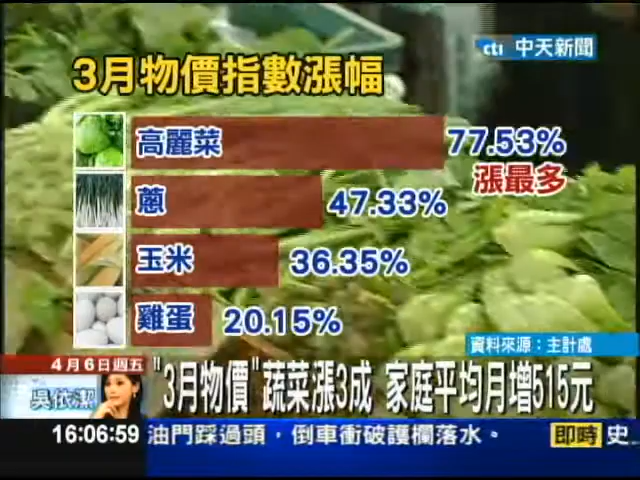 cti 中天新聞
3月物價指數漲幅
高麗菜 77.53%
漲最多
蔥 47.33%
玉米 36.35%
雞蛋 20.15%
資料來源：主計處
4月6日週五
吳依潔
"3月物價"蔬菜漲3成 家庭平均月增515元
16:06:59 油門踩過頭，倒車衝破護欄落水。 即時 史